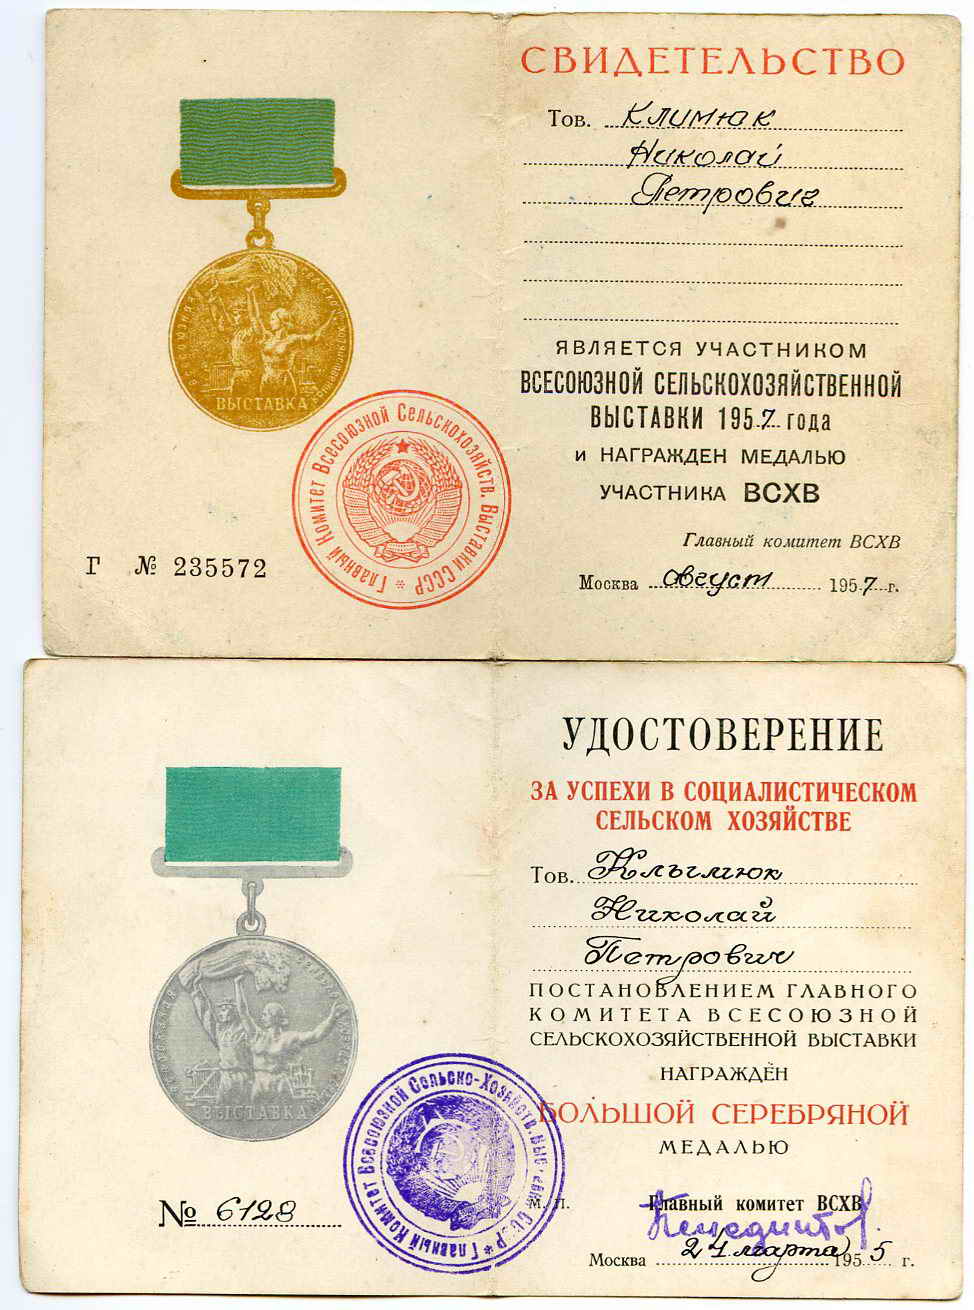 СВИДЕТЕЛЬСТВО
Тов. Климюк
Николай
Петрович
ЯВЛЯЕТСЯ УЧАСТНИКОМ
ВСЕСОЮЗНОЙ СЕЛЬСКОХОЗЯЙСТВЕННОЙ
ВЫСТАВКИ 1957 года
И НАГРАЖДЕН МЕДАЛЬЮ
УЧАСТНИКА ВСХВ
Главный комитет ВСХВ
Москва август 1957 г.
ВСЕСОЮЗНАЯ СЕЛЬСКОХОЗЯЙСТВЕННАЯ
ВЫСТАВКА
Главный Комитет Всесоюзной Сельскохозяйств. Выставки СССР
Г № 235572
УДОСТОВЕРЕНИЕ
ЗА УСПЕХИ В СОЦИАЛИСТИЧЕСКОМ
СЕЛЬСКОМ ХОЗЯЙСТВЕ
Тов. Клымюк
Николай
Петрович
ПОСТАНОВЛЕНИЕМ ГЛАВНОГО
КОМИТЕТА ВСЕСОЮЗНОЙ
СЕЛЬСКОХОЗЯЙСТВЕННОЙ ВЫСТАВКИ
НАГРАЖДЁН
БОЛЬШОЙ СЕРЕБРЯНОЙ
МЕДАЛЬЮ
М. П. Главный комитет ВСХВ
Москва 24 марта 1955 г.
ВЫСТАВКА
Главный Комитет Всесоюзной Сельско-Хозяйств. Выставки СССР
№ 6128